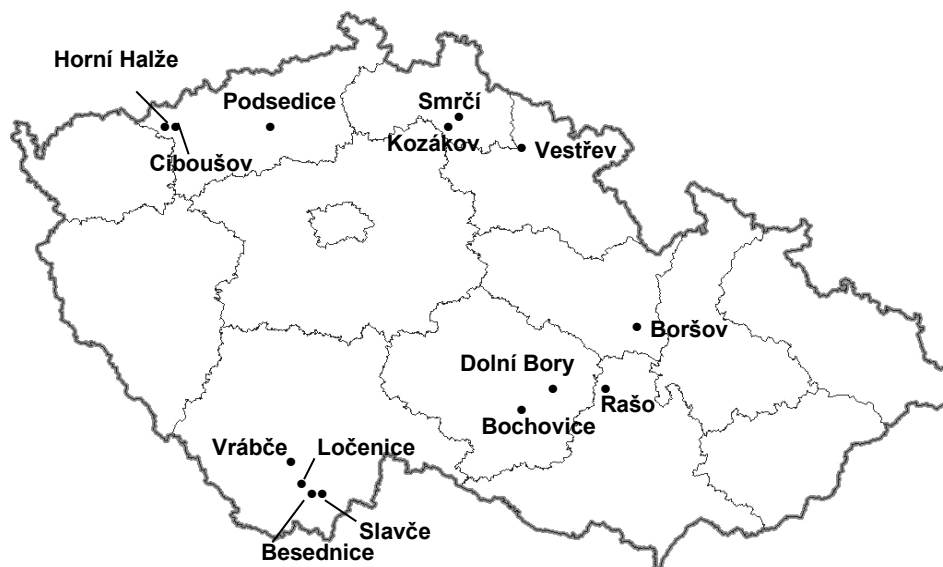 Horní Halže
Podsedice
Smrčí
Kozákov
Vestřev
Ciboušov
Boršov
Dolní Bory
Rašo
Bochovice
Vrábče
Ločenice
Slavče
Besednice